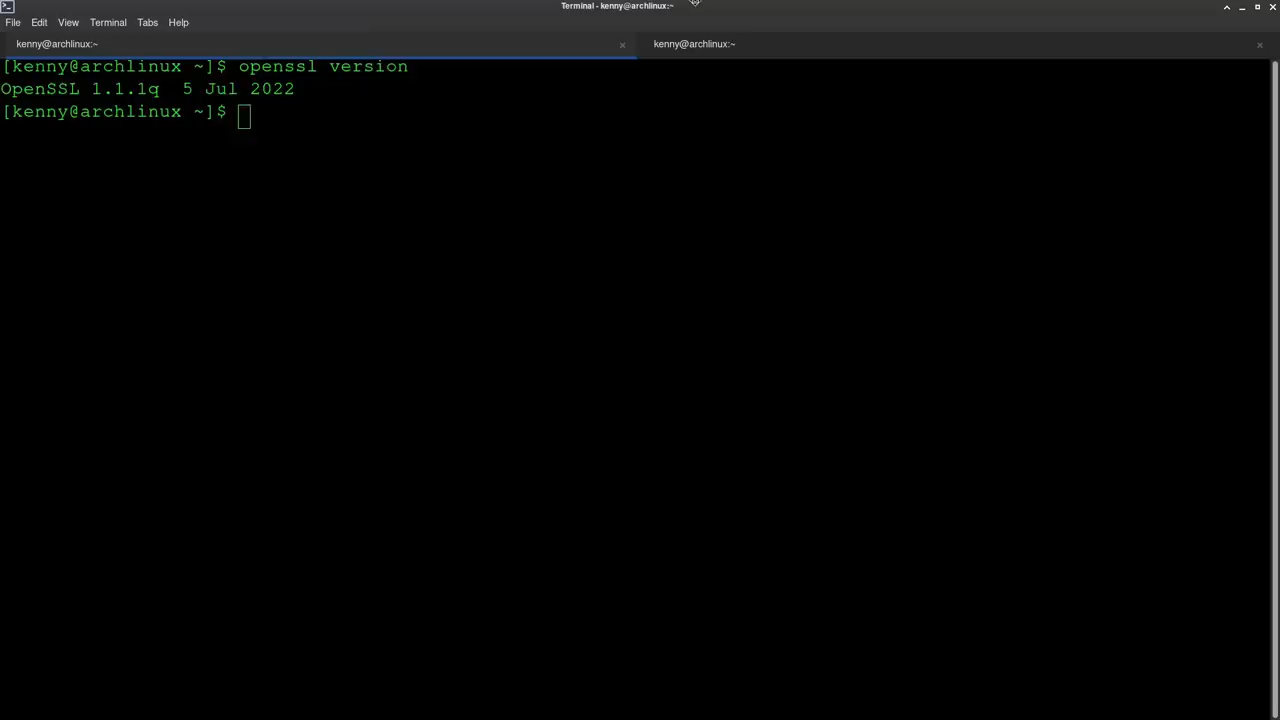 Terminal - kenny@archlinux:~
File Edit View Terminal Tabs Help
kenny@archlinux:~ kenny@archlinux:~
[kenny@archlinux ~]$ openssl version
OpenSSL 1.1.1q  5 Jul 2022
[kenny@archlinux ~]$